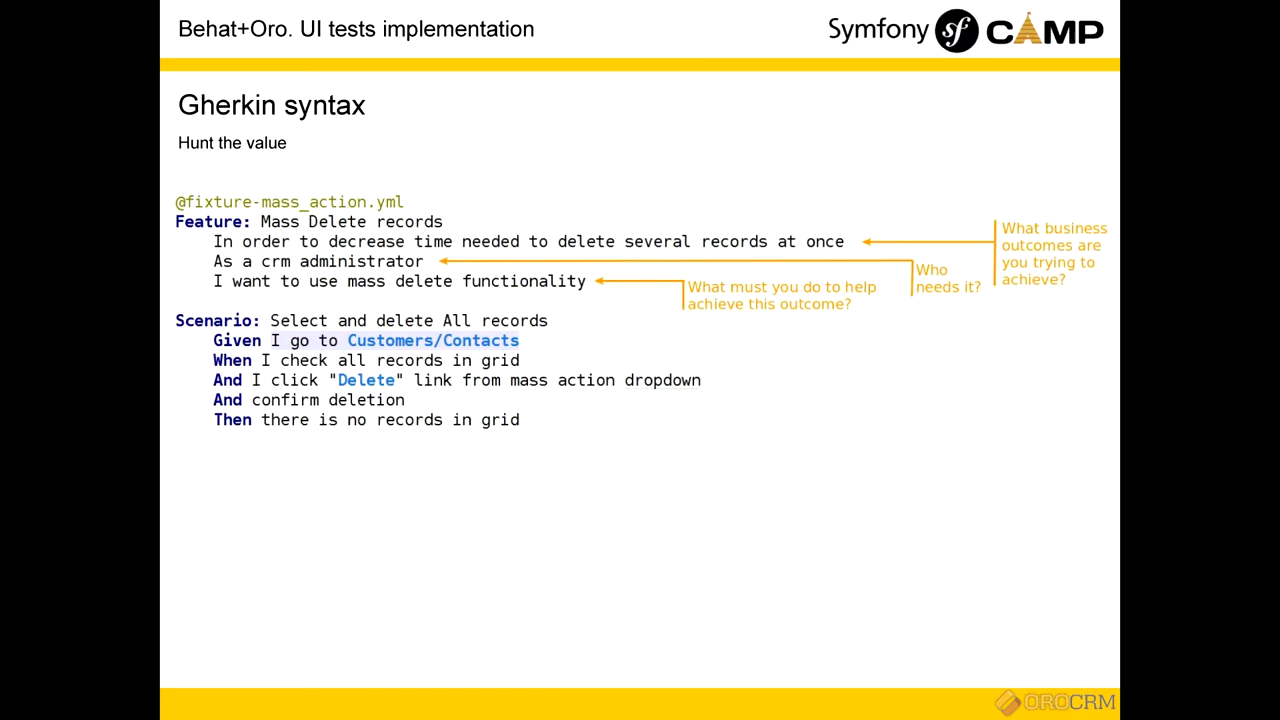 Behat+Oro. UI tests implementation
Symfony sf CAMP
Gherkin syntax
Hunt the value
@fixture-mass_action.yml
Feature: Mass Delete records
In order to decrease time needed to delete several records at once
As a crm administrator
I want to use mass delete functionality
What business
outcomes are
you trying to
achieve?
Who
needs it?
What must you do to help
achieve this outcome?
Scenario: Select and delete All records
Given I go to Customers/Contacts
When I check all records in grid
And I click "Delete" link from mass action dropdown
And confirm deletion
Then there is no records in grid
OROCRM